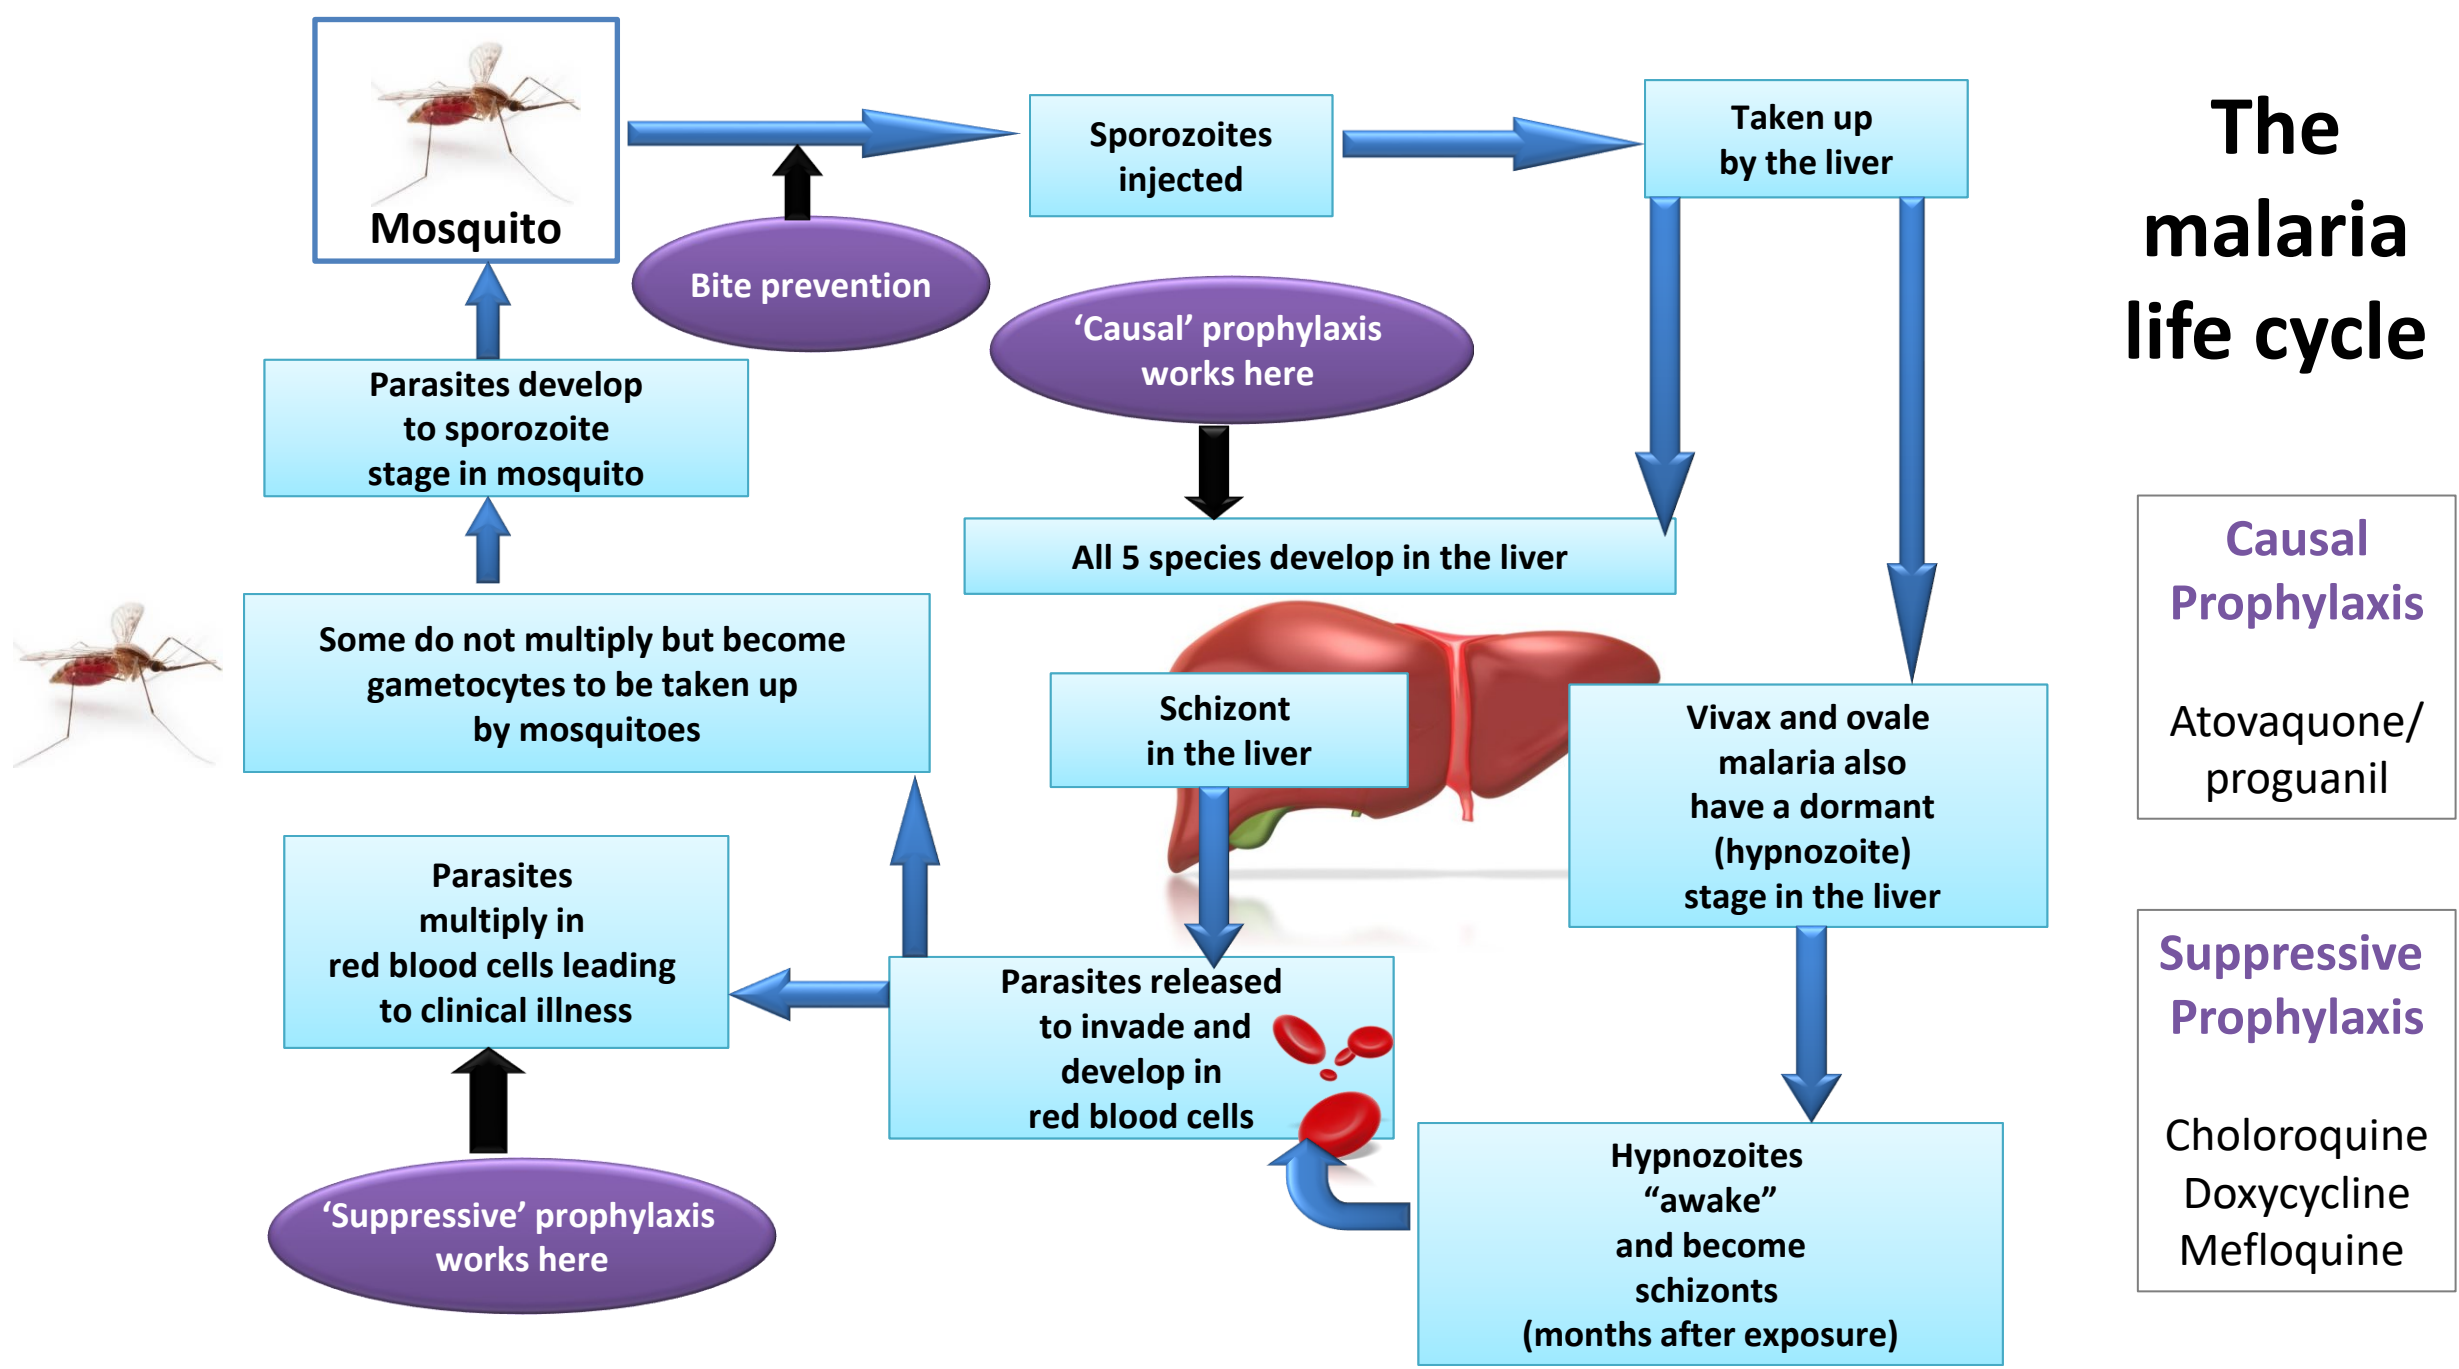 The
malaria
life cycle
Mosquito
Sporozoites
injected
Taken up
by the liver
Bite prevention
‘Causal’ prophylaxis
works here
Parasites develop
to sporozoite
stage in mosquito
All 5 species develop in the liver
Some do not multiply but become
gametocytes to be taken up
by mosquitoes
Schizont
in the liver
Vivax and ovale
malaria also
have a dormant
(hypnozoite)
stage in the liver
Parasites
multiply in
red blood cells leading
to clinical illness
Parasites released
to invade and
develop in
red blood cells
‘Suppressive’ prophylaxis
works here
Hypnozoites
“awake”
and become
schizonts
(months after exposure)
Causal
Prophylaxis
Atovaquone/
proguanil
Suppressive
Prophylaxis
Choloroquine
Doxycycline
Mefloquine